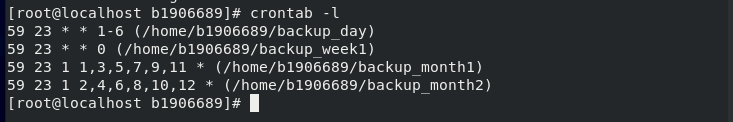 [root@localhost b1906689]# crontab -l
59 23 * * 1-6 (/home/b1906689/backup_day)
59 23 * * 0 (/home/b1906689/backup_week1)
59 23 1 1,3,5,7,9,11 * (/home/b1906689/backup_month1)
59 23 1 2,4,6,8,10,12 * (/home/b1906689/backup_month2)
[root@localhost b1906689]#